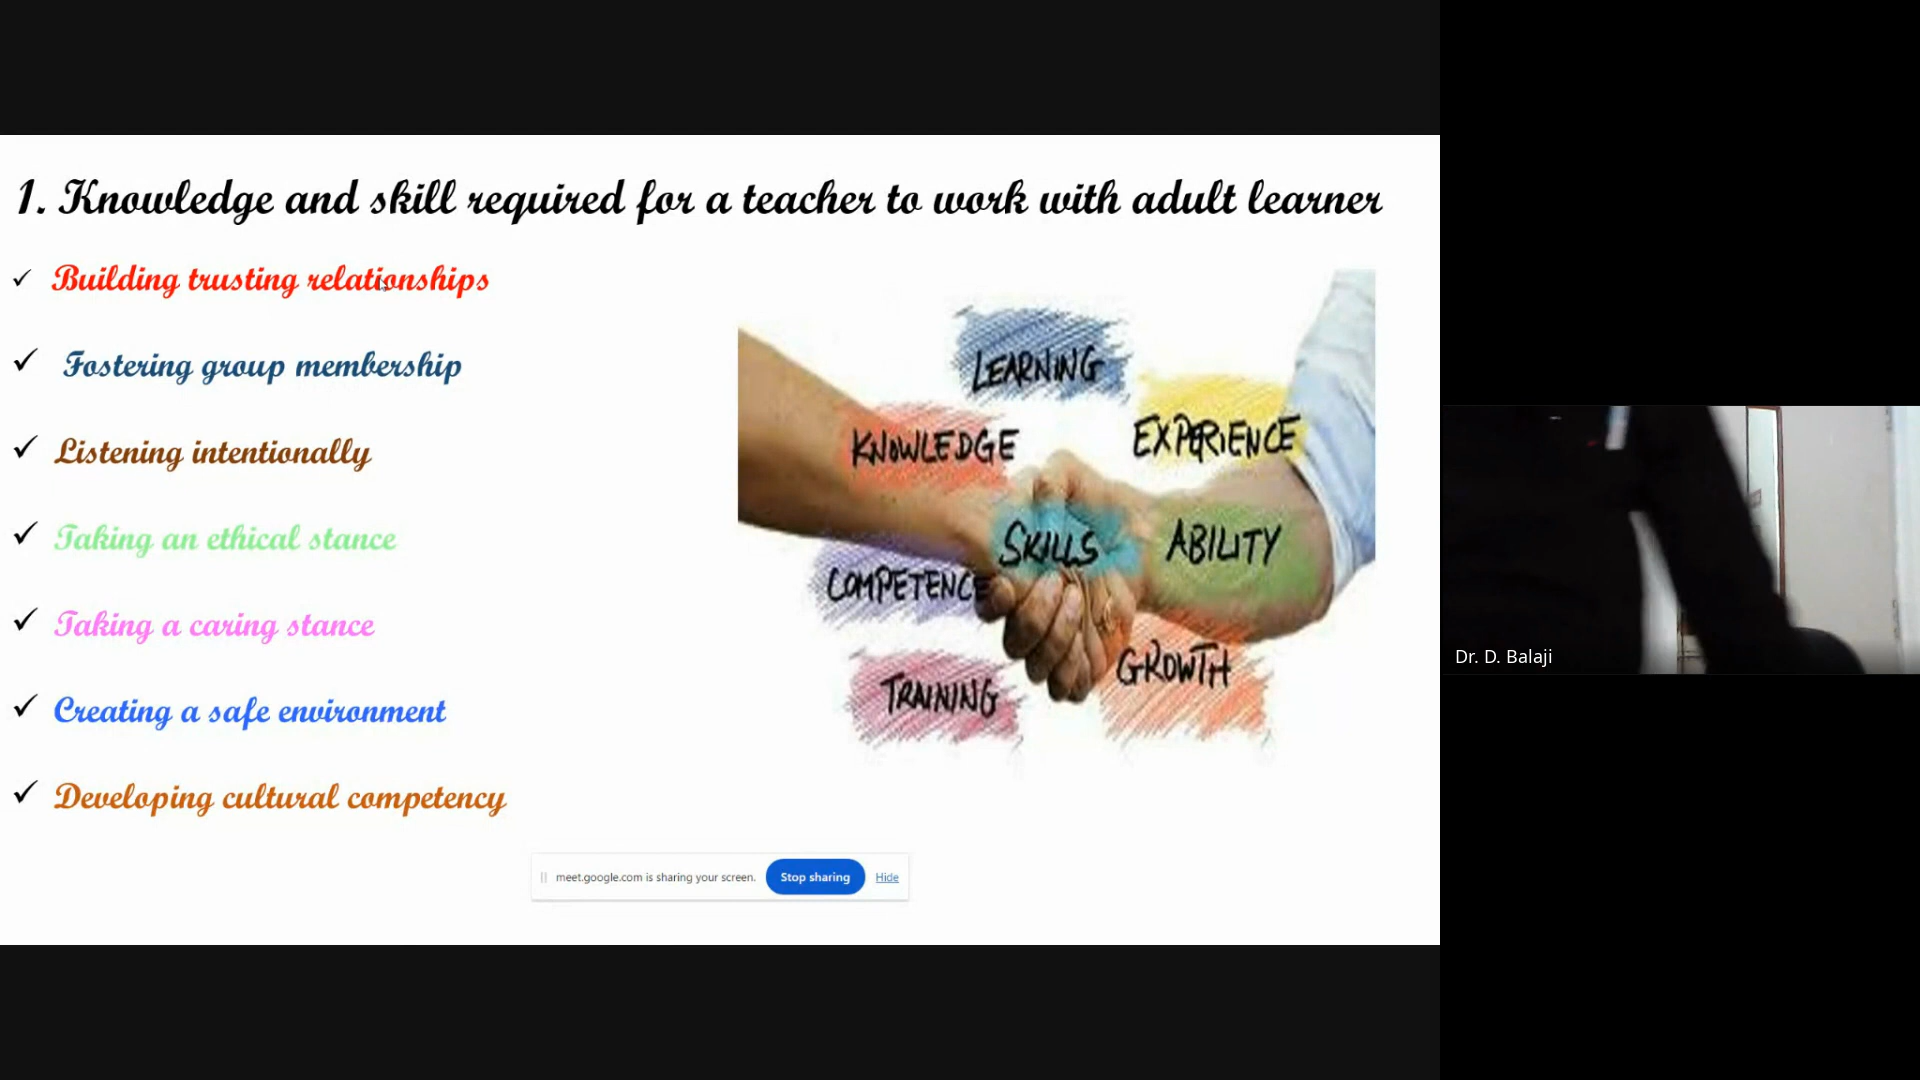 1. Knowledge and skill required for a teacher to work with adult learner
✓ Building trusting relationships
✓ Fostering group membership
✓ Listening intentionally
✓ Taking an ethical stance
✓ Taking a caring stance
✓ Creating a safe environment
✓ Developing cultural competency
LEARNING
KNOWLEDGE
EXPERIENCE
SKILLS
ABILITY
COMPETENCE
GROWTH
TRAINING
meet.google.com is sharing your screen. Stop sharing Hide
Dr. D. Balaji